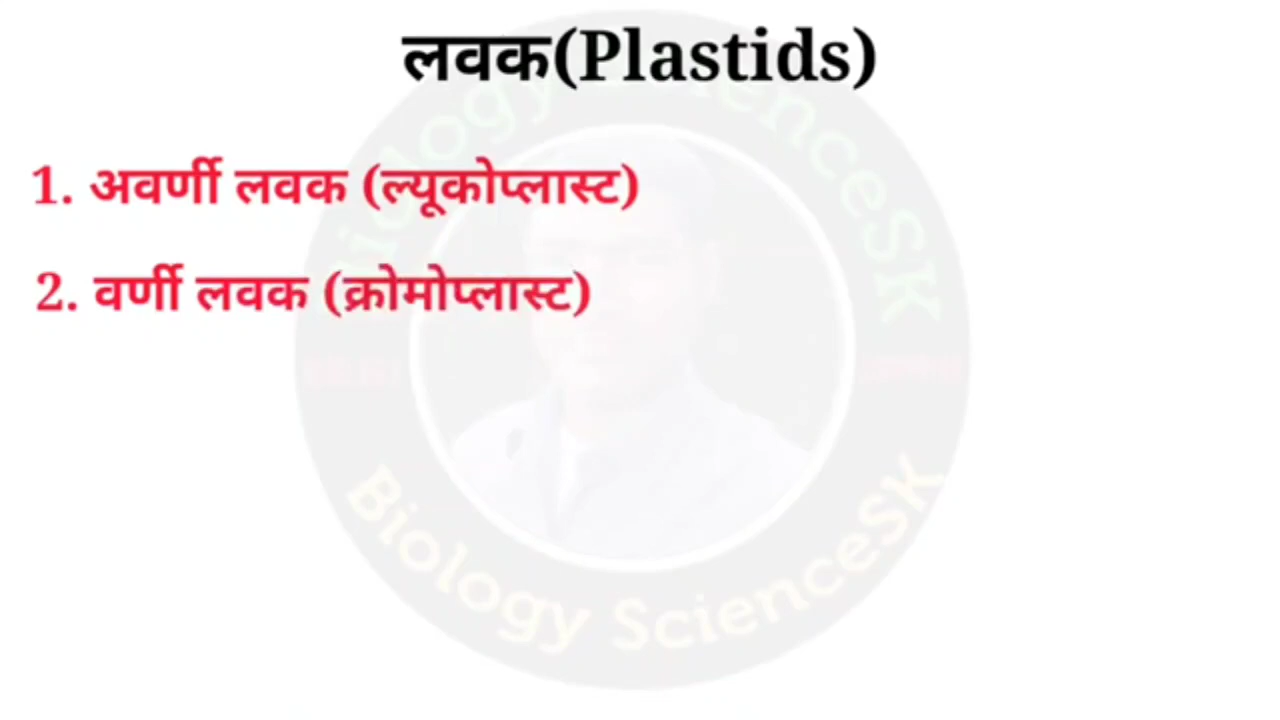 लवक(Plastids)
1. अवर्णी लवक (ल्यूकोप्लास्ट)
2. वर्णी लवक (क्रोमोप्लास्ट)
Biology ScienceSK
Biology ScienceSK